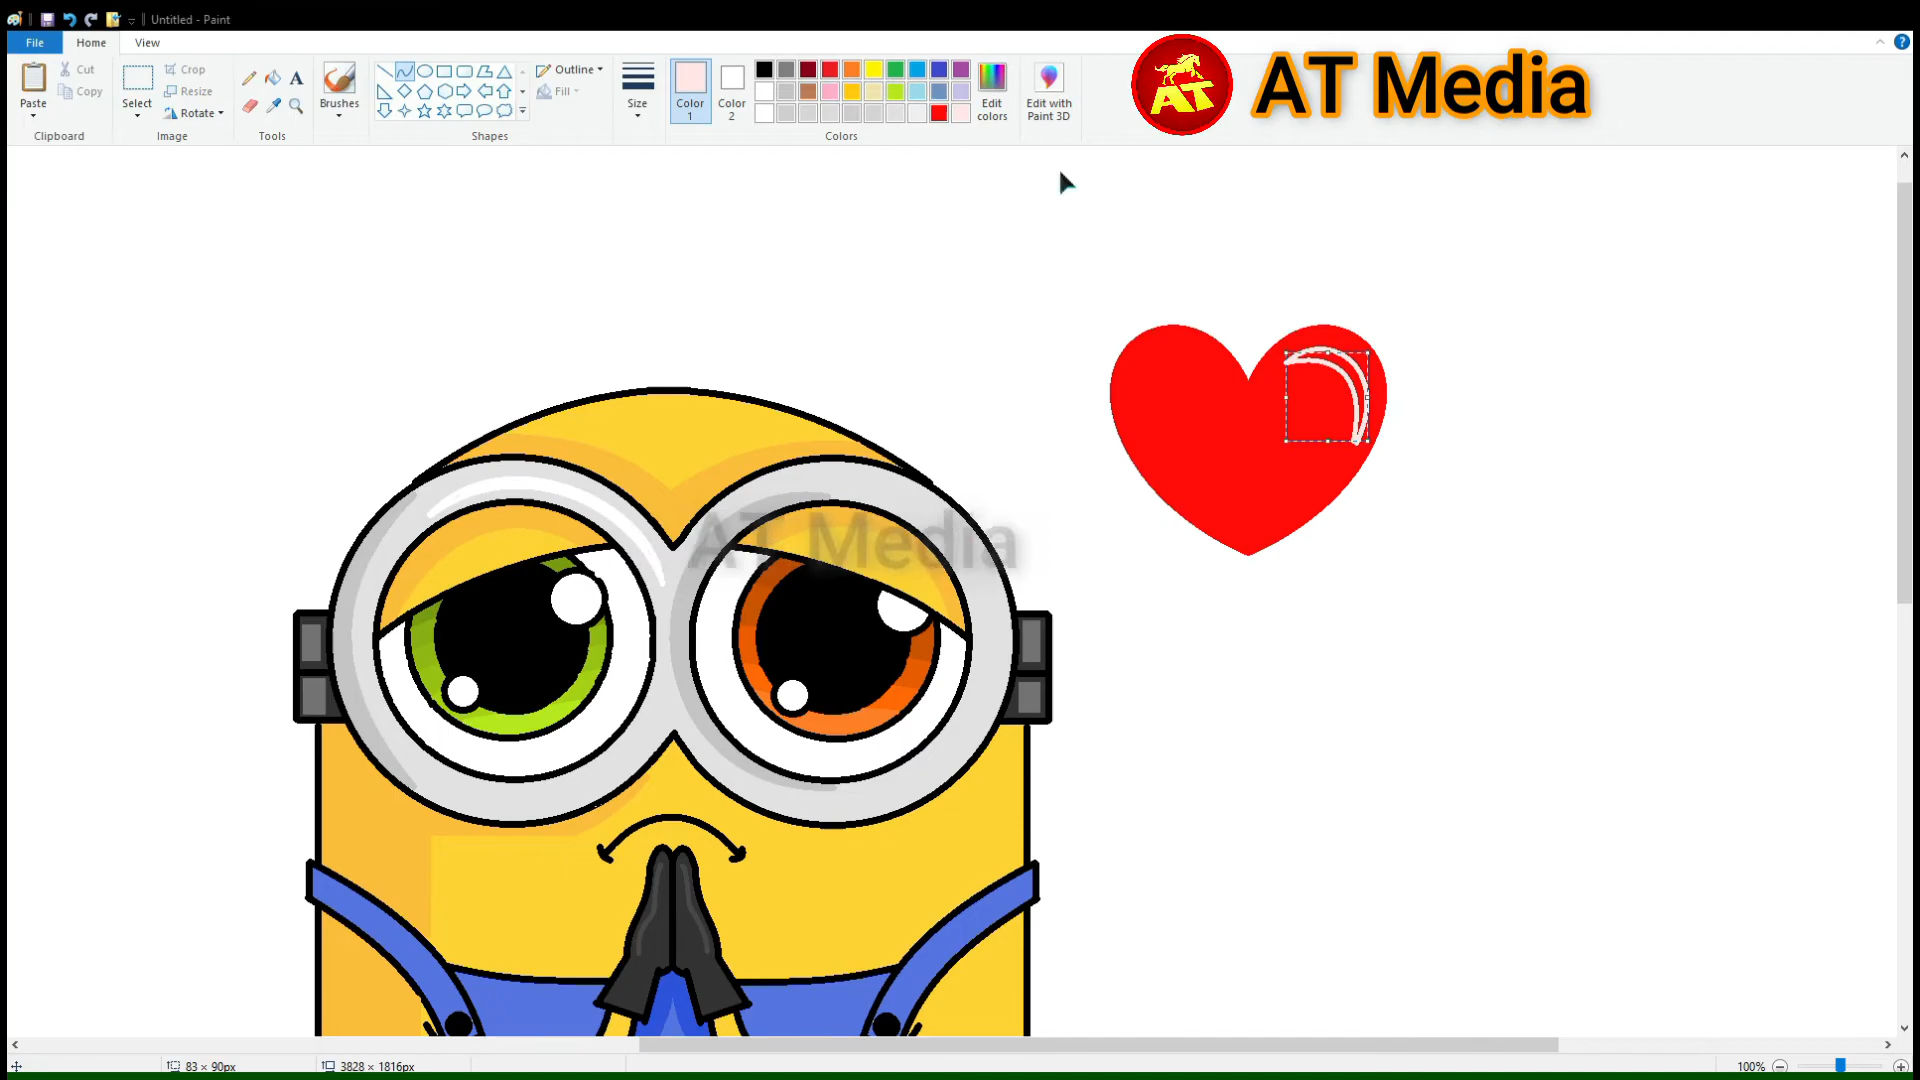 Untitled - Paint
File Home View
Paste
Cut
Copy
Clipboard
Select
Crop
Resize
Rotate
Image
A
Tools
Brushes
Shapes
Outline
Fill
Size
Color 1
Color 2
Colors
Edit colors
Edit with Paint 3D
AT
AT Media
AT Media
83 × 90px
3828 × 1816px
100%